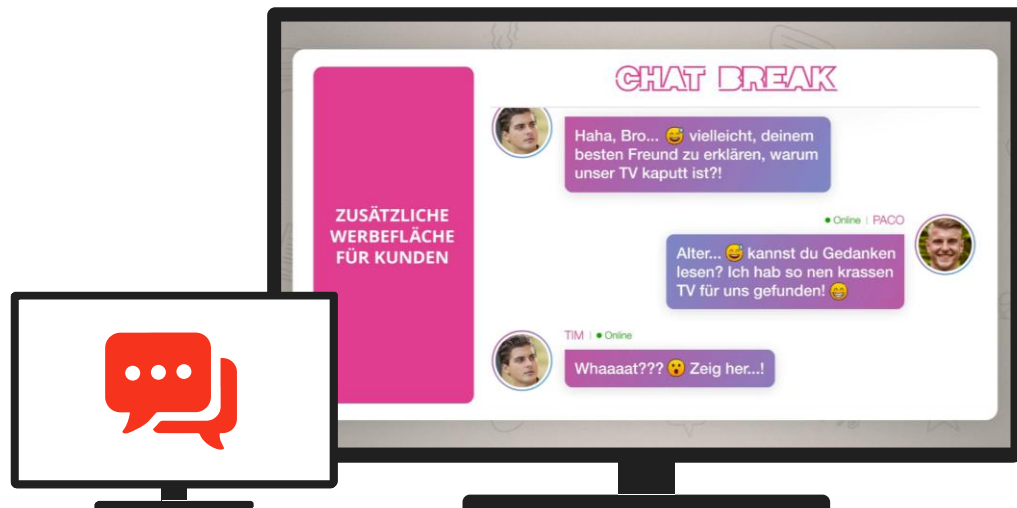 CHAT BREAK
ZUSÄTZLICHE
WERBEFLÄCHE
FÜR KUNDEN
Haha, Bro... 😅 vielleicht, deinem
besten Freund zu erklären, warum
unser TV kaputt ist?!
Online | PACO
Alter... 😅 kannst du Gedanken
lesen? Ich hab so nen krassen
TV für uns gefunden! 😁
TIM | Online
Whaaaat??? 😮 Zeig her...!